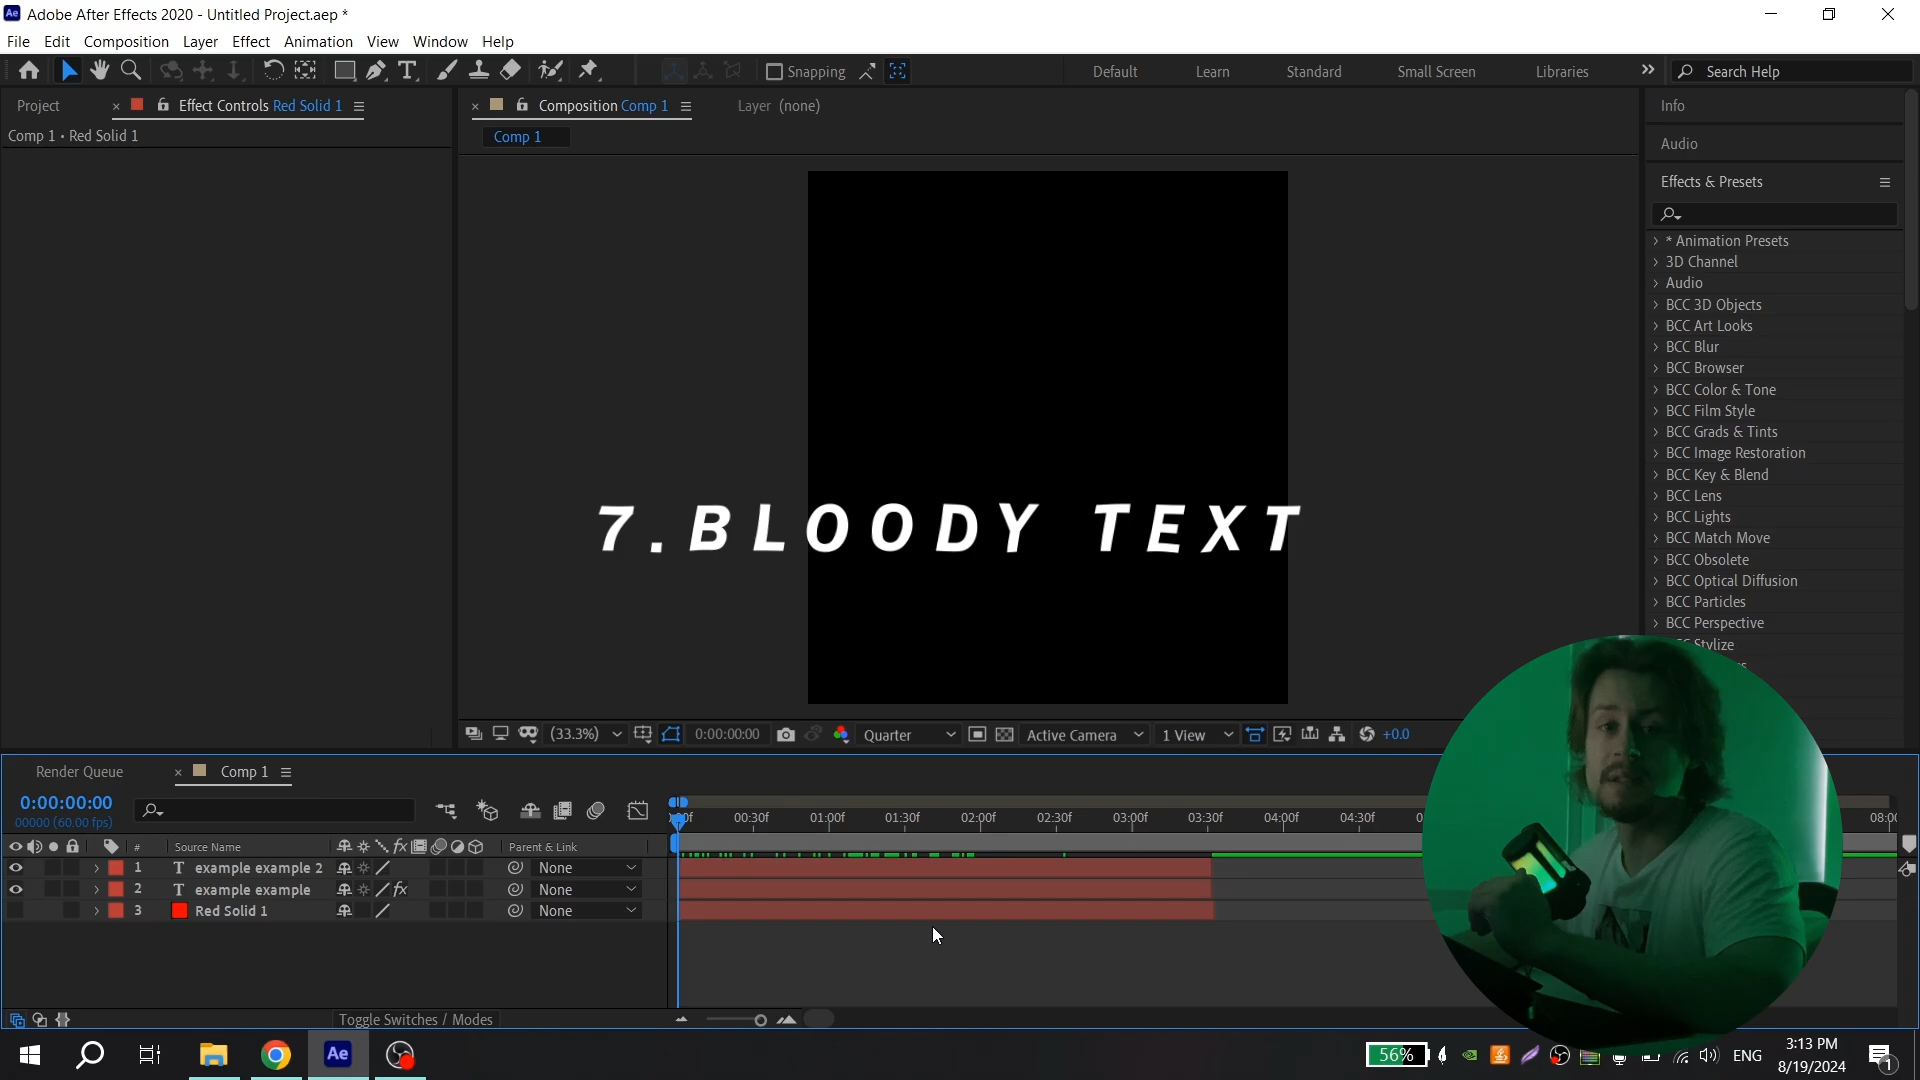 Ae Adobe After Effects 2020 - Untitled Project.aep *
File Edit Composition Layer Effect Animation View Window Help
T Snapping Default Learn Standard Small Screen Libraries » Search Help
Project × Effect Controls Red Solid 1 × Composition Comp 1 Layer (none) Info
Comp 1 • Red Solid 1
Comp 1
Audio
Effects & Presets
* Animation Presets
3D Channel
Audio
BCC 3D Objects
BCC Art Looks
BCC Blur
BCC Browser
BCC Color & Tone
BCC Film Style
BCC Grads & Tints
BCC Image Restoration
BCC Key & Blend
BCC Lens
BCC Lights
BCC Match Move
BCC Obsolete
BCC Optical Diffusion
BCC Particles
BCC Perspective
Stylize
7.BLOODY TEXT
(33.3%) 0:00:00:00 Quarter Active Camera 1 View +0.0
Render Queue × Comp 1
0:00:00:00
00000 (60.00 fps)
00:30f 01:00f 01:30f 02:00f 02:30f 03:00f 03:30f 04:00f 04:30f
# Source Name fx Parent & Link
1 T example example 2 None
2 T example example fx None
3 Red Solid 1 None
Toggle Switches / Modes
Ae 56% ENG 3:13 PM
8/19/2024
1